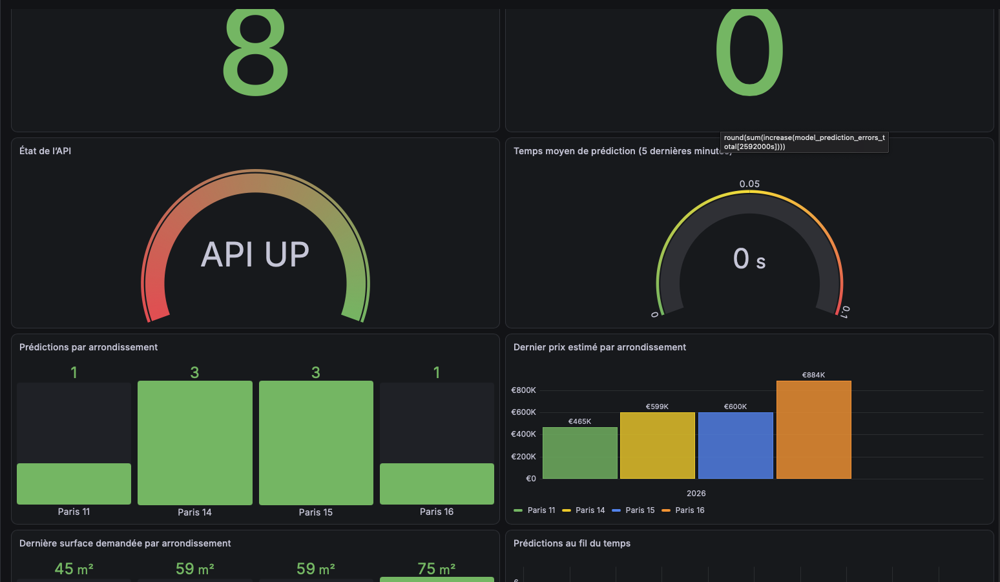 8
0
round(sum(increase(model_prediction_errors_t
otal[2592000s])))
État de l'API
Temps moyen de prédiction (5 dernières minutes)
API UP
0.05
0 s
0
0.1
Prédictions par arrondissement
1
3
3
1
Paris 11
Paris 14
Paris 15
Paris 16
Dernier prix estimé par arrondissement
€884K
€800K
€599K
€600K
€600K
€465K
€400K
€200K
€0
2026
Paris 11
Paris 14
Paris 15
Paris 16
Dernière surface demandée par arrondissement
45 m²
59 m²
59 m²
75 m²
Prédictions au fil du temps
6